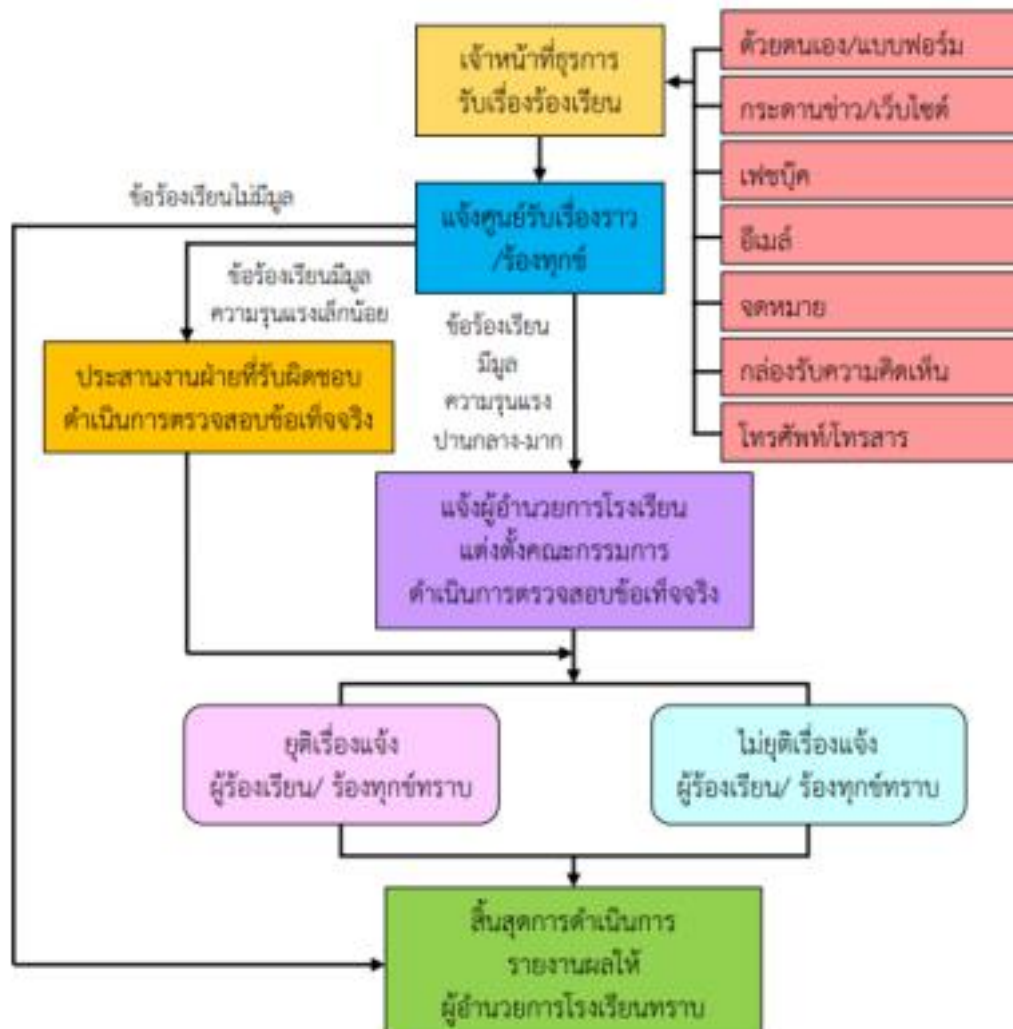 เจ้าหน้าที่ธุรการ
รับเรื่องร้องเรียน
ด้วยตนเอง/แบบฟอร์ม
กระดานข่าว/เว็บไซต์
เฟซบุ๊ค
อีเมล์
จดหมาย
กล่องรับความคิดเห็น
โทรศัพท์/โทรสาร
ข้อร้องเรียนไม่มีมูล
แจ้งศูนย์รับเรื่องราว
/ร้องทุกข์
ข้อร้องเรียนมีมูล
ความรุนแรงเล็กน้อย
ข้อร้องเรียน
มีมูล
ความรุนแรง
ปานกลาง-มาก
ประสานงานฝ่ายที่รับผิดชอบ
ดำเนินการตรวจสอบข้อเท็จจริง
แจ้งผู้อำนวยการโรงเรียน
แต่งตั้งคณะกรรมการ
ดำเนินการตรวจสอบข้อเท็จจริง
ยุติเรื่องแจ้ง
ผู้ร้องเรียน/ ร้องทุกข์ทราบ
ไม่ยุติเรื่องแจ้ง
ผู้ร้องเรียน/ ร้องทุกข์ทราบ
สิ้นสุดการดำเนินการ
รายงานผลให้
ผู้อำนวยการโรงเรียนทราบ